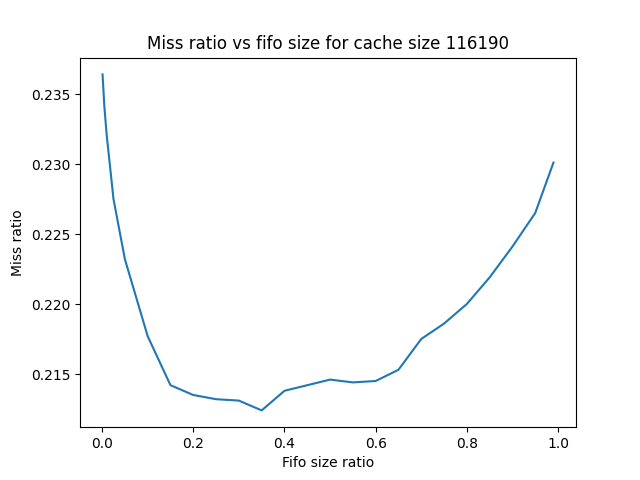 Miss ratio vs fifo size for cache size 116190
0.235
0.230
0.225
0.220
0.215
Miss ratio
0.0 0.2 0.4 0.6 0.8 1.0
Fifo size ratio